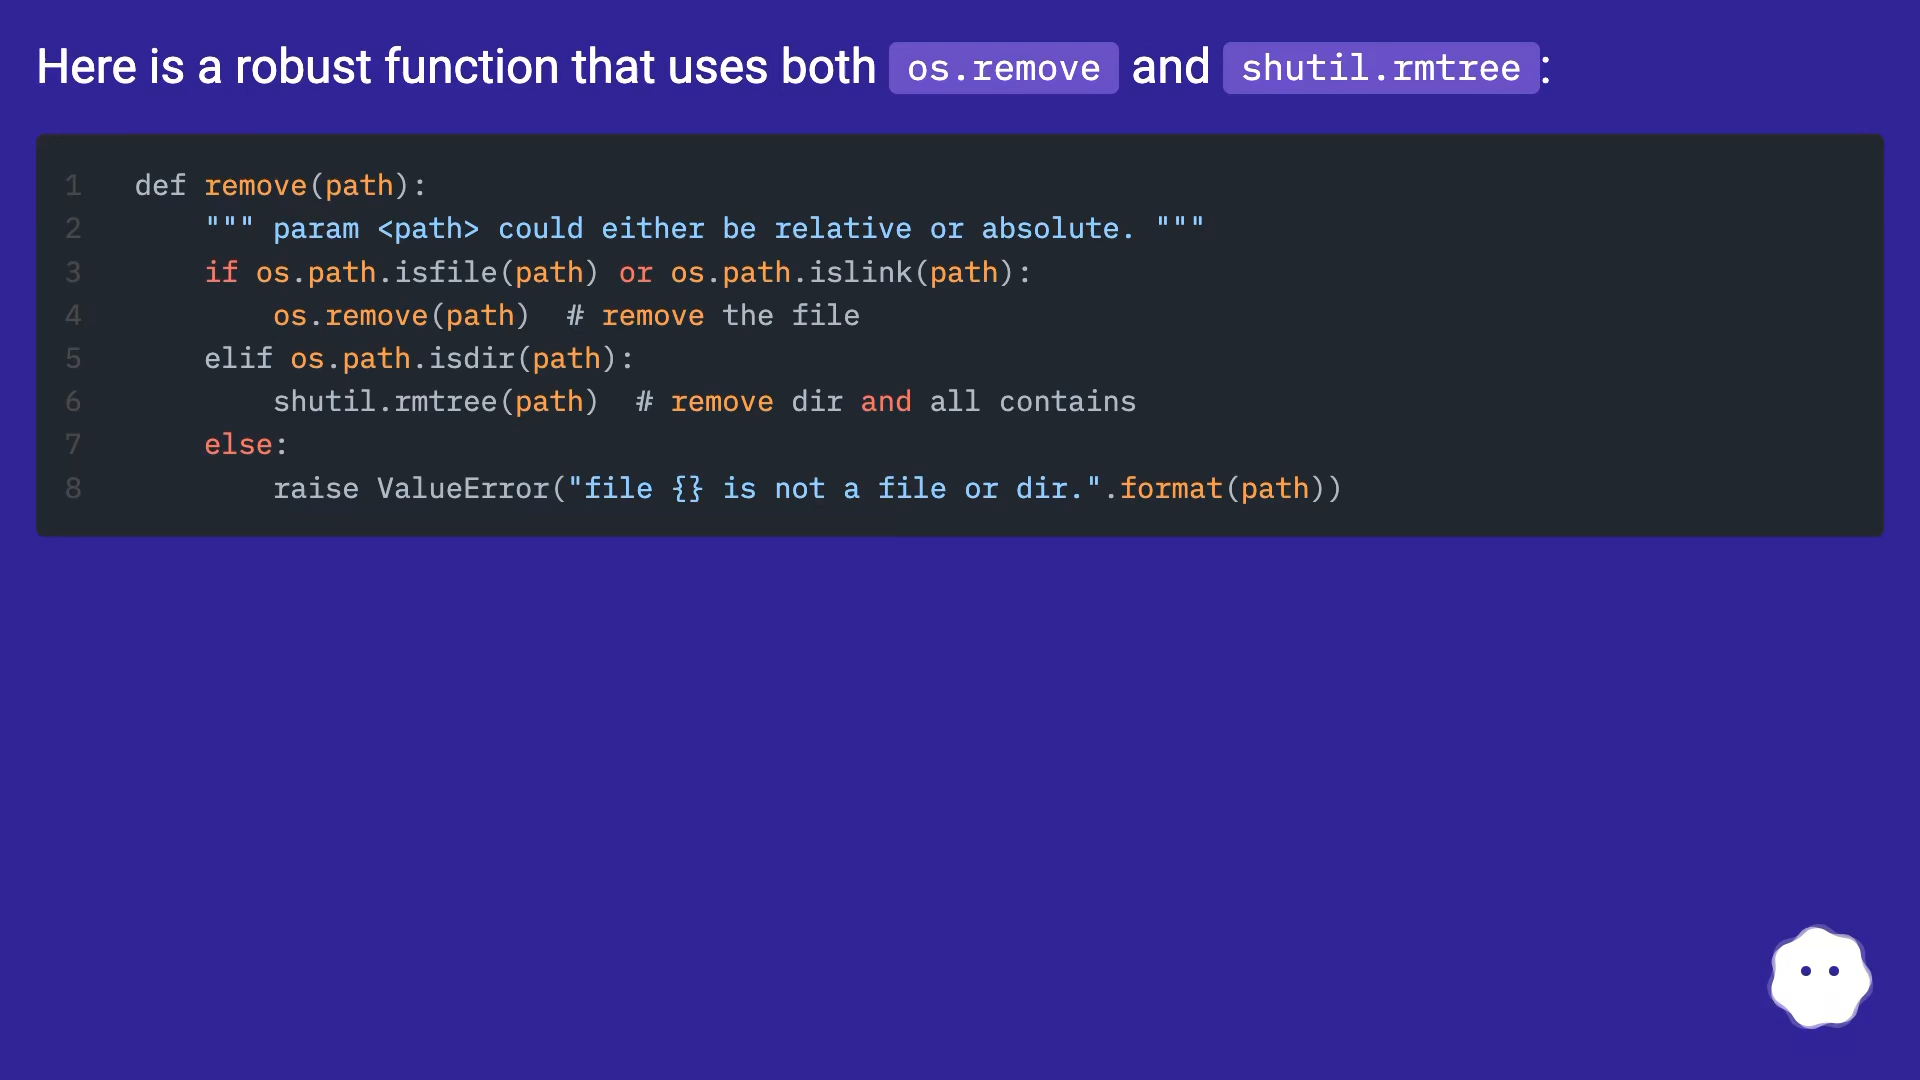 Here is a robust function that uses both os.remove and shutil.rmtree:
1 def remove(path):
2     """ param <path> could either be relative or absolute. """
3     if os.path.isfile(path) or os.path.islink(path):
4         os.remove(path)  # remove the file
5     elif os.path.isdir(path):
6         shutil.rmtree(path)  # remove dir and all contains
7     else:
8         raise ValueError("file {} is not a file or dir.".format(path))